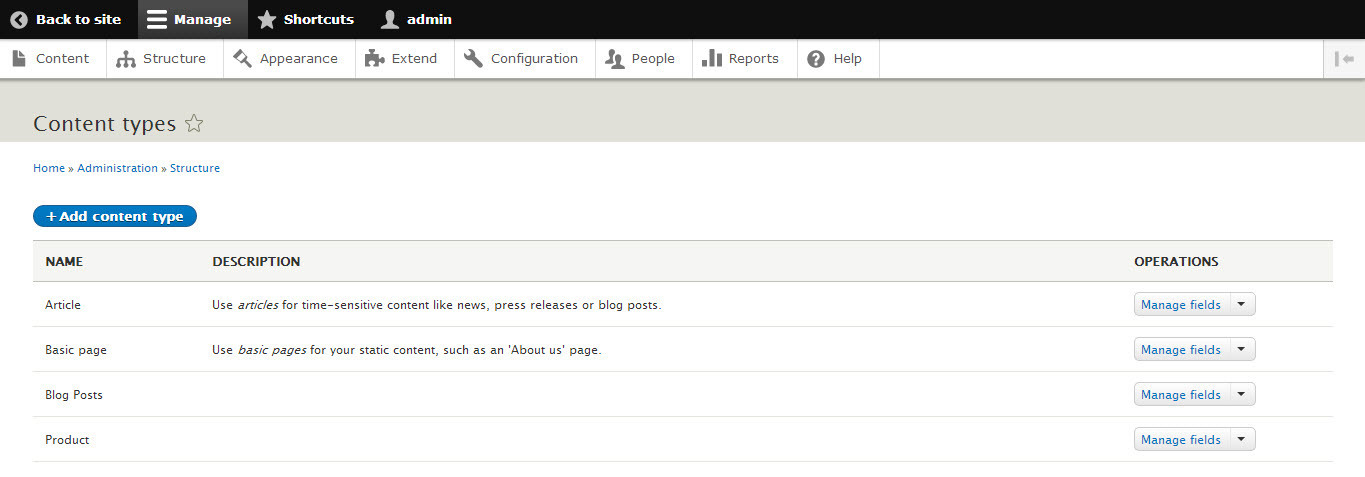 Back to site Manage Shortcuts admin
Content Structure Appearance Extend Configuration People Reports Help
Content types
Home » Administration » Structure
+ Add content type
NAME DESCRIPTION OPERATIONS
Article Use articles for time-sensitive content like news, press releases or blog posts. Manage fields
Basic page Use basic pages for your static content, such as an 'About us' page. Manage fields
Blog Posts Manage fields
Product Manage fields